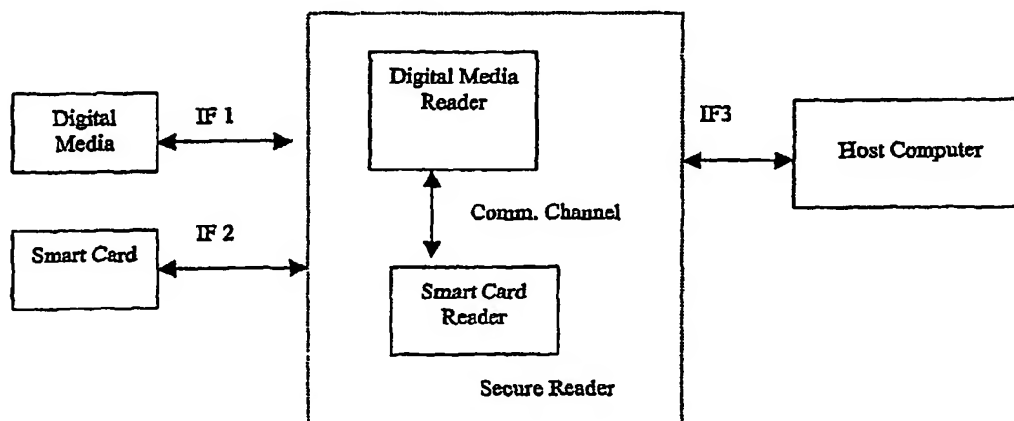 Digital Media
Reader
IF 1
IF3
Digital
Media
Host Computer
Comm. Channel
IF 2
Smart Card
Smart Card
Reader
Secure Reader